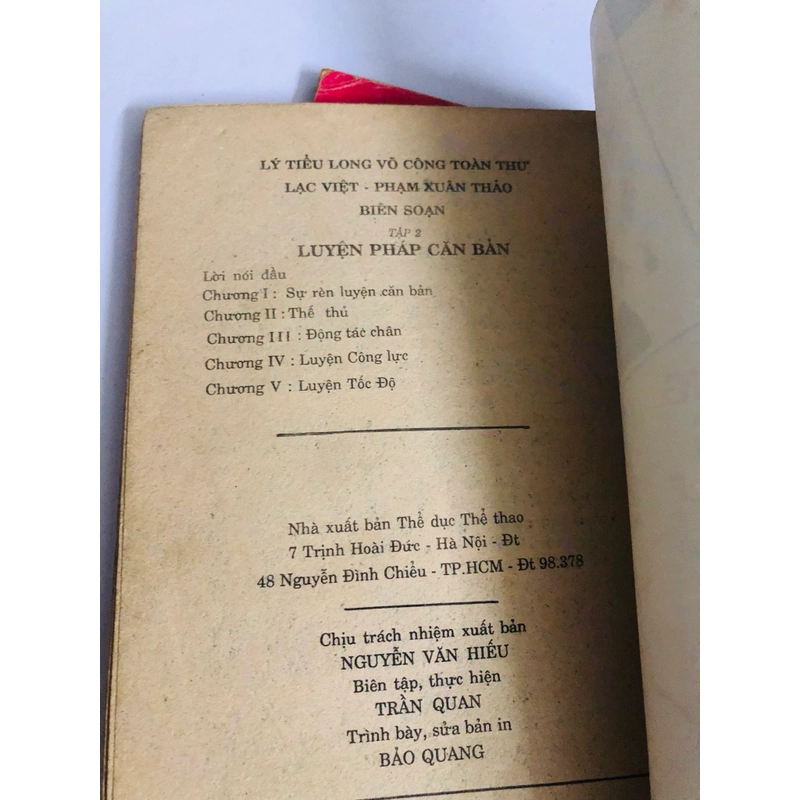 LÝ TIỂU LONG VÕ CÔNG TOÀN THƯ
LẠC VIỆT - PHẠM XUÂN THẢO
BIÊN SOẠN
TẬP 2
LUYỆN PHÁP CĂN BẢN
Lời nói đầu
Chương I : Sự rèn luyện căn bản
Chương II : Thế thủ
Chương III : Động tác chân
Chương IV : Luyện Công lực
Chương V : Luyện Tốc Độ
Nhà xuất bản Thể dục Thể thao
7 Trịnh Hoài Đức - Hà Nội - Đt
48 Nguyễn Đình Chiểu - TP.HCM - Đt 98.378
Chịu trách nhiệm xuất bản
NGUYỄN VĂN HIẾU
Biên tập, thực hiện
TRẦN QUAN
Trình bày, sửa bản in
BẢO QUANG